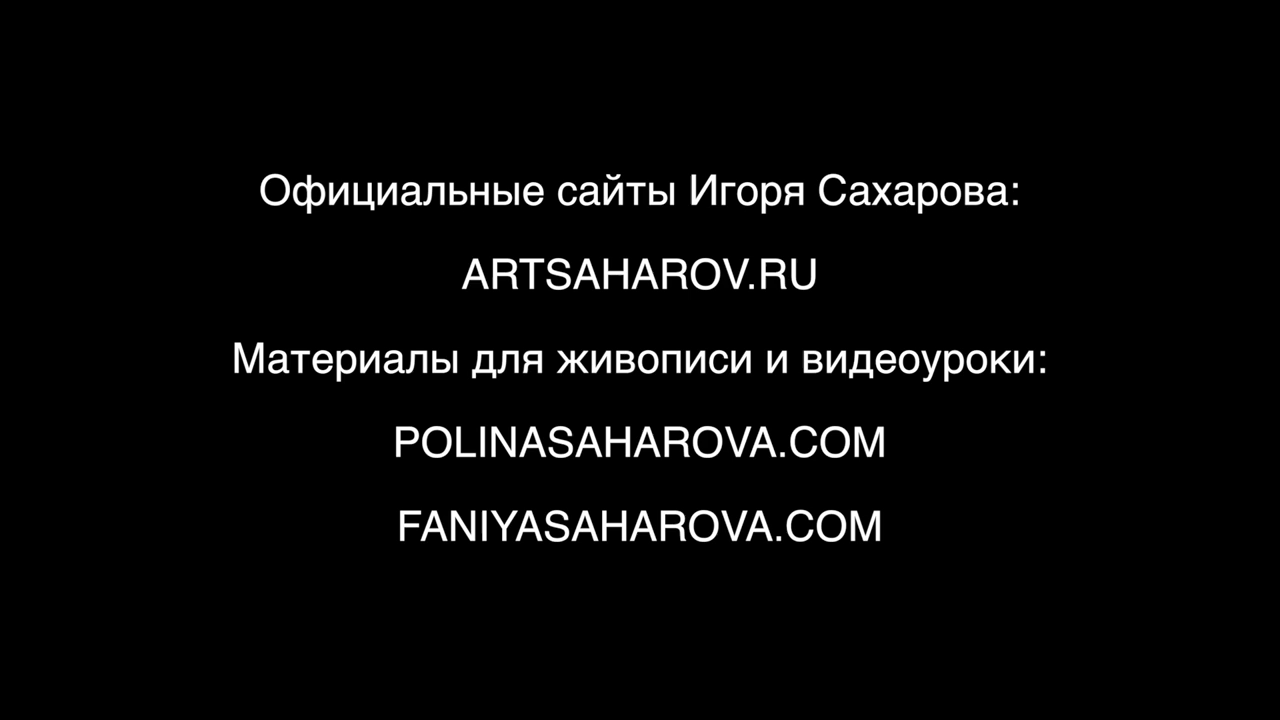 Официальные сайты Игоря Сахарова:
ARTSAHAROV.RU
Материалы для живописи и видеоуроки:
POLINASAHAROVA.COM
FANIYASAHAROVA.COM